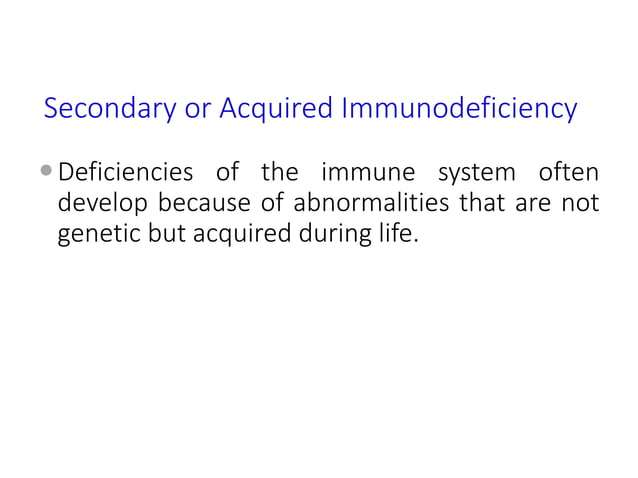 Secondary or Acquired Immunodeficiency
• Deficiencies of the immune system often
develop because of abnormalities that are not
genetic but acquired during life.